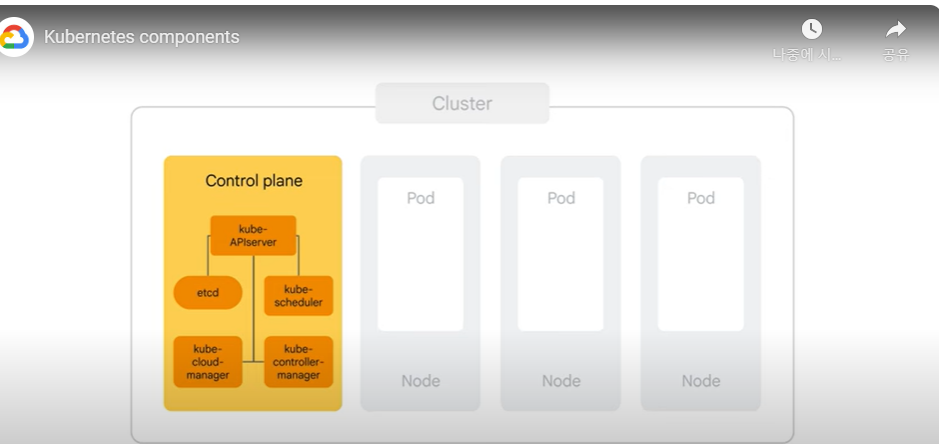 Kubernetes components
나중에 시...
공유
Cluster
Control plane
kube-
APIserver
etcd
kube-
scheduler
kube-
cloud-
manager
kube-
controller-
manager
Pod
Node
Pod
Node
Pod
Node